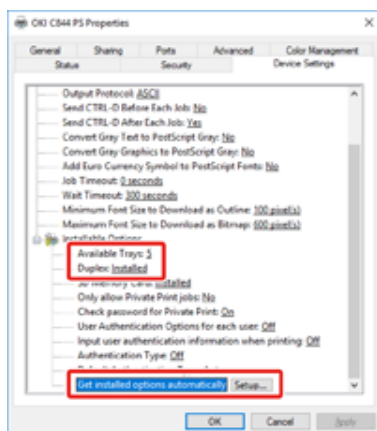 OKI C844 PS Properties
General Sharing Ports Advanced Color Management
Status Security Device Settings
Output Protocol: ASCII
Send CTRL-D Before Each Job: No
Send CTRL-D After Each Job: Yes
Convert Gray Text to PostScript Gray: No
Convert Gray Graphics to PostScript Gray: No
Add Euro Currency Symbol to PostScript Fonts: No
Job Timeout: 0 seconds
Wait Timeout: 300 seconds
Minimum Font Size to Download as Outline: 100 pixel(s)
Maximum Font Size to Download as Bitmap: 600 pixel(s)
Installable Options
Available Trays: 5
Duplex: Installed
SD Memory Card: Installed
Only allow Private Print jobs: No
Check password for Private Print: On
User Authentication Options for each user: Off
Input user authentication information when printing: Off
Authentication Type: Off
Get installed options automatically Setup...
OK Cancel Apply